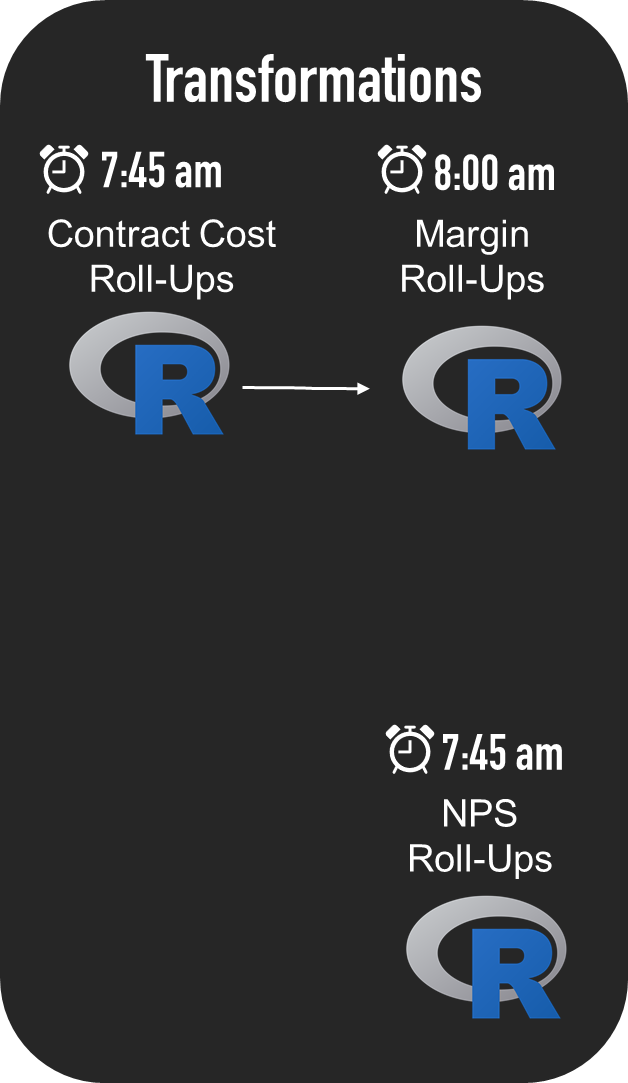 Transformations
7:45 am
Contract Cost
Roll-Ups
R
8:00 am
Margin
Roll-Ups
R
7:45 am
NPS
Roll-Ups
R